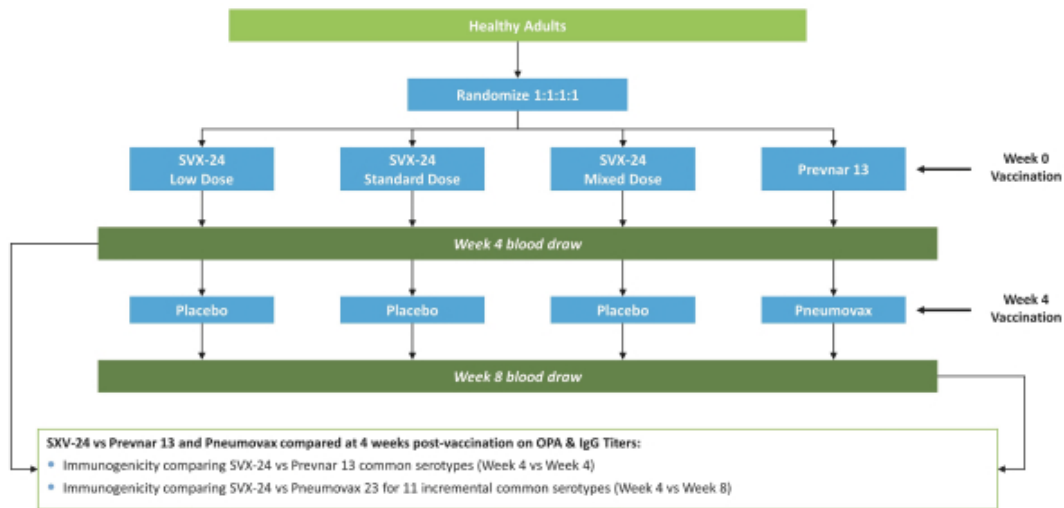 Healthy Adults
Randomize 1:1:1:1
SVX-24
Low Dose
SVX-24
Standard Dose
SVX-24
Mixed Dose
Prevnar 13
Week 0
Vaccination
Week 4 blood draw
Placebo
Placebo
Placebo
Pneumovax
Week 4
Vaccination
Week 8 blood draw
SXV-24 vs Prevnar 13 and Pneumovax compared at 4 weeks post-vaccination on OPA & IgG Titers:
• Immunogenicity comparing SVX-24 vs Prevnar 13 common serotypes (Week 4 vs Week 4)
• Immunogenicity comparing SVX-24 vs Pneumovax 23 for 11 incremental common serotypes (Week 4 vs Week 8)